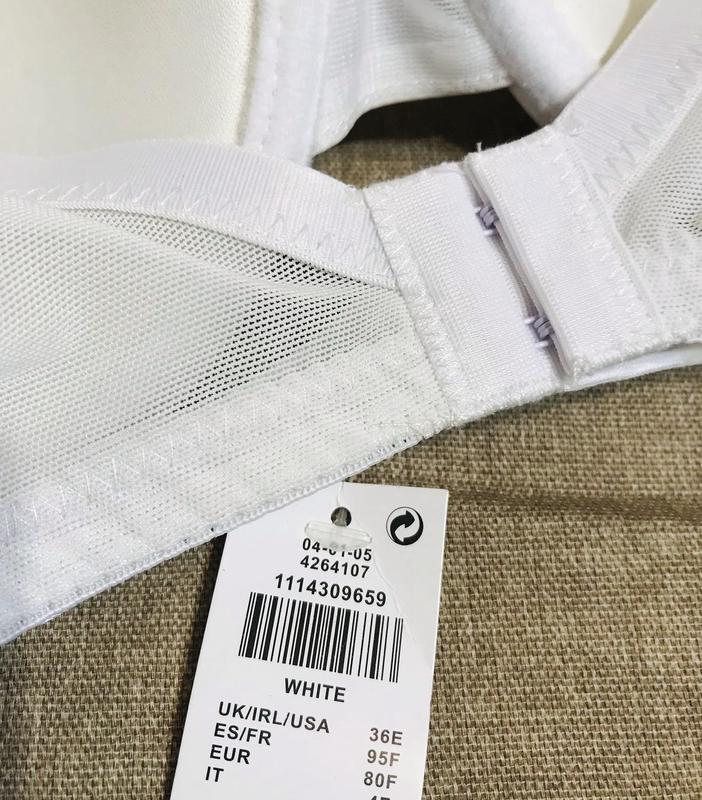 04-01-05
4264107
1114309659
WHITE
UK/IRL/USA 36E
ES/FR 95F
EUR 80F
IT